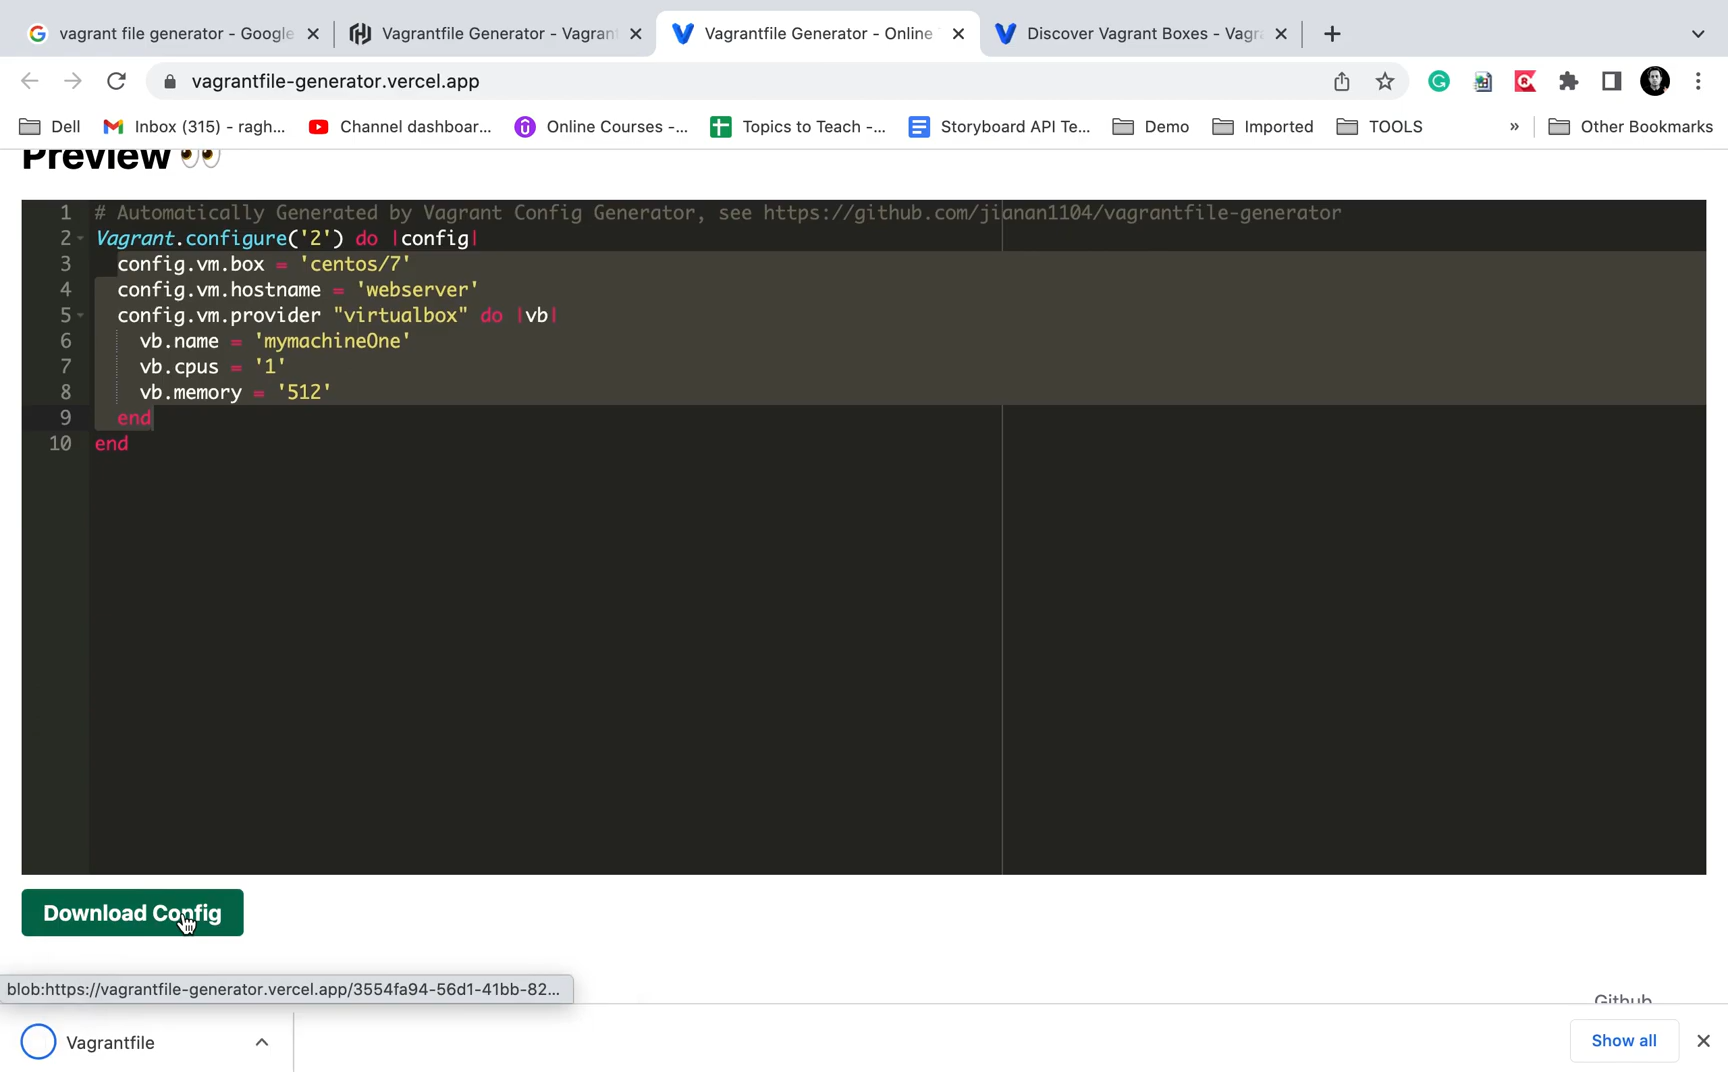 vagrant file generator - Google
Vagrantfile Generator - Vagrant
Vagrantfile Generator - Online
Discover Vagrant Boxes - Vagr
vagrantfile-generator.vercel.app
Dell
Inbox (315) - ragh...
Channel dashboar...
Online Courses -...
Topics to Teach -...
Storyboard API Te...
Demo
Imported
TOOLS
»
Other Bookmarks
Preview 👀
1 # Automatically Generated by Vagrant Config Generator, see https://github.com/jianan1104/vagrantfile-generator
2 Vagrant.configure('2') do |config|
3 config.vm.box = 'centos/7'
4 config.vm.hostname = 'webserver'
5 config.vm.provider "virtualbox" do |vb|
6 vb.name = 'mymachineOne'
7 vb.cpus = '1'
8 vb.memory = '512'
9 end
10 end
Download Config
blob:https://vagrantfile-generator.vercel.app/3554fa94-56d1-41bb-82...
Github
Vagrantfile
Show all